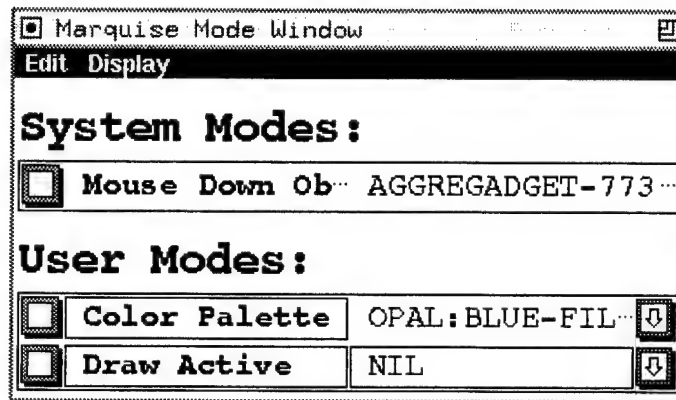 Marquise Mode Window
Edit Display
System Modes:
Mouse Down Ob… AGGREGADGET-773…
User Modes:
Color Palette OPAL:BLUE-FIL…
Draw Active NIL